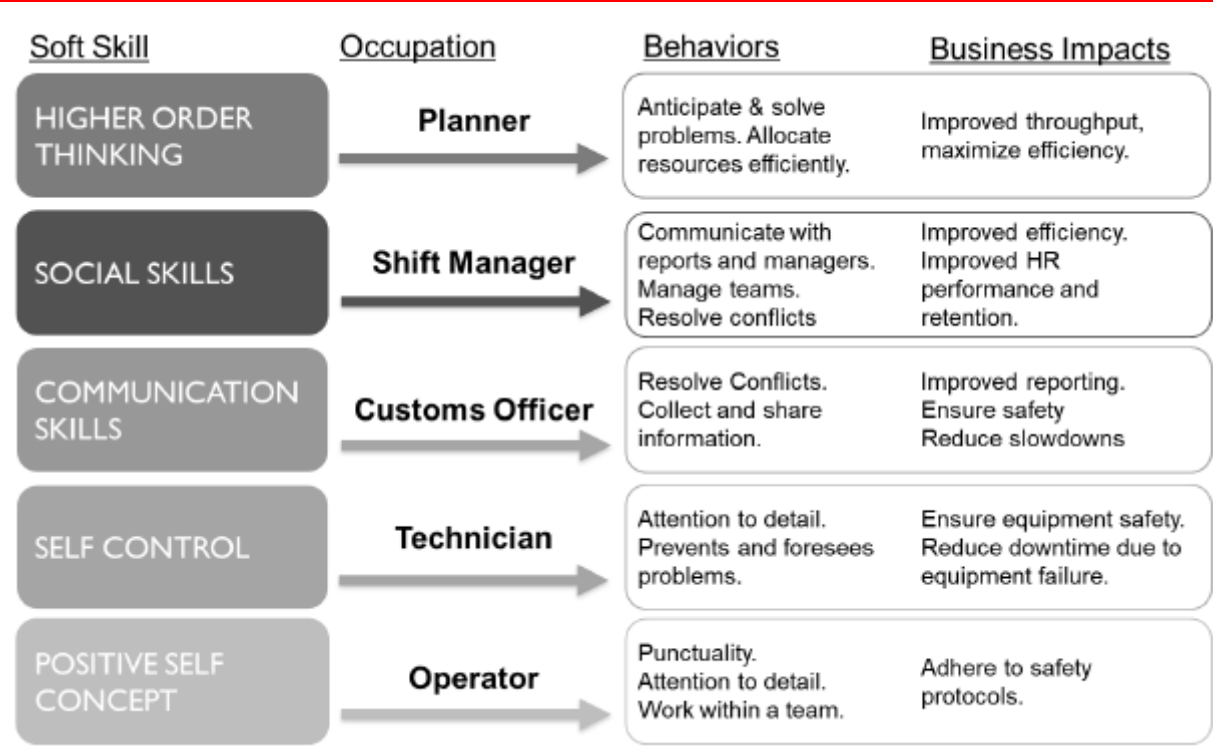 Soft Skill
Occupation
Behaviors
Business Impacts
HIGHER ORDER
THINKING
Planner
Anticipate & solve
problems. Allocate
resources efficiently.
Improved throughput,
maximize efficiency.
SOCIAL SKILLS
Shift Manager
Communicate with
reports and managers.
Manage teams.
Resolve conflicts
Improved efficiency.
Improved HR
performance and
retention.
COMMUNICATION
SKILLS
Customs Officer
Resolve Conflicts.
Collect and share
information.
Improved reporting.
Ensure safety
Reduce slowdowns
SELF CONTROL
Technician
Attention to detail.
Prevents and foresees
problems.
Ensure equipment safety.
Reduce downtime due to
equipment failure.
POSITIVE SELF
CONCEPT
Operator
Punctuality.
Attention to detail.
Work within a team.
Adhere to safety
protocols.